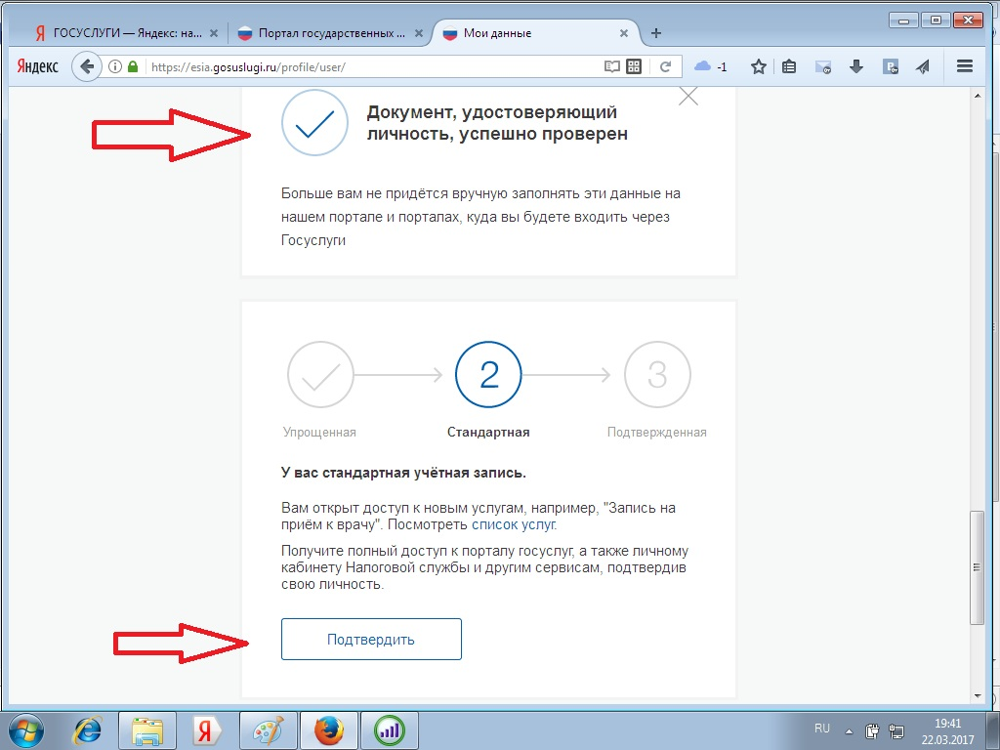 ГОСУСЛУГИ — Яндекс: на...
Портал государственных ...
Мои данные
Яндекс
https://esia.gosuslugi.ru/profile/user/
-1
Документ, удостоверяющий
личность, успешно проверен
Больше вам не придётся вручную заполнять эти данные на
нашем портале и порталах, куда вы будете входить через
Госуслуги
2
3
Упрощенная
Стандартная
Подтвержденная
У вас стандартная учётная запись.
Вам открыт доступ к новым услугам, например, "Запись на
приём к врачу". Посмотреть список услуг.
Получите полный доступ к порталу госуслуг, а также личному
кабинету Налоговой службы и другим сервисам, подтвердив
свою личность.
Подтвердить
RU
19:41
22.03.2017